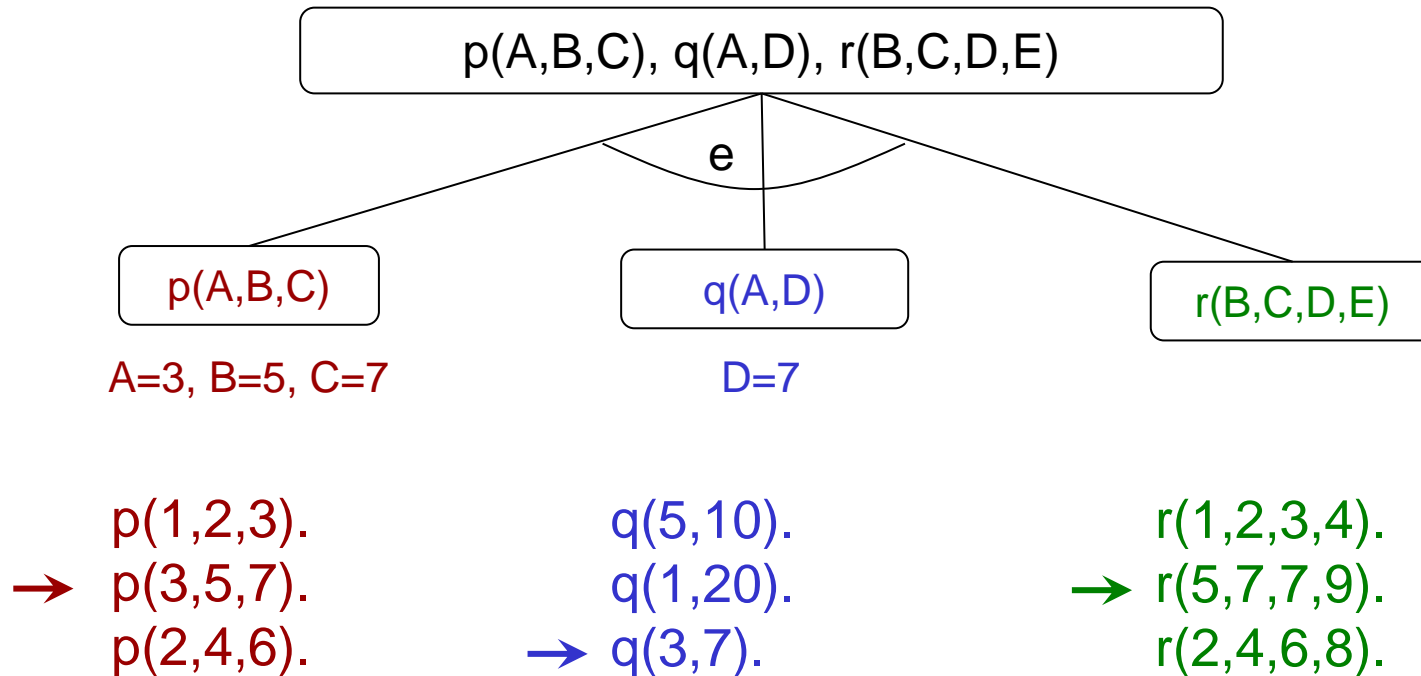 p(A,B,C), q(A,D), r(B,C,D,E)
e
p(A,B,C)
q(A,D)
r(B,C,D,E)
A=3, B=5, C=7
D=7
p(1,2,3).
q(5,10).
r(1,2,3,4).
→ p(3,5,7).
q(1,20).
→ r(5,7,7,9).
p(2,4,6).
→ q(3,7).
r(2,4,6,8).